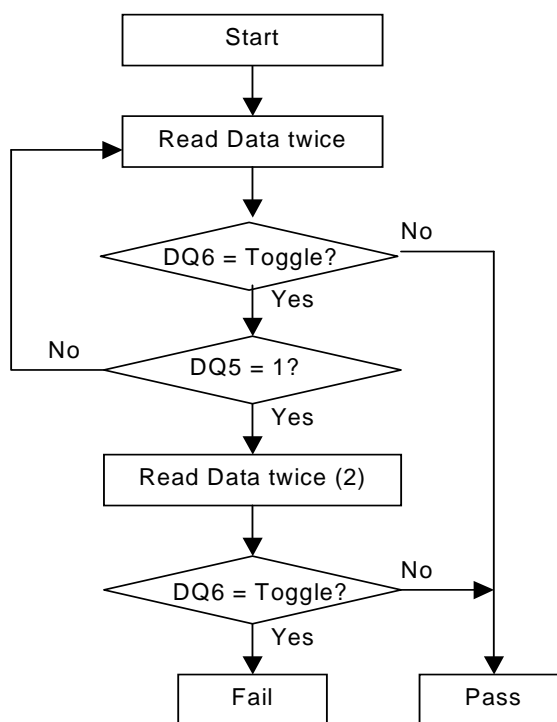 Start
Read Data twice
DQ6 = Toggle?
No
Yes
No
DQ5 = 1?
Yes
Read Data twice (2)
DQ6 = Toggle?
No
Yes
Fail
Pass